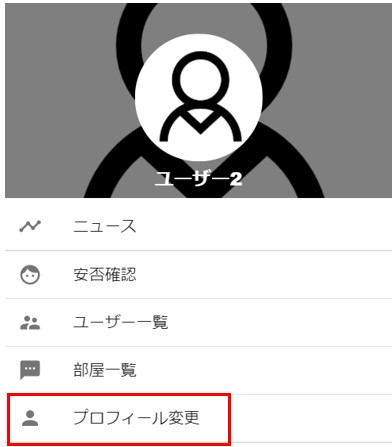 ユーザー2
ニュース
安否確認
ユーザー一覧
部屋一覧
プロフィール変更